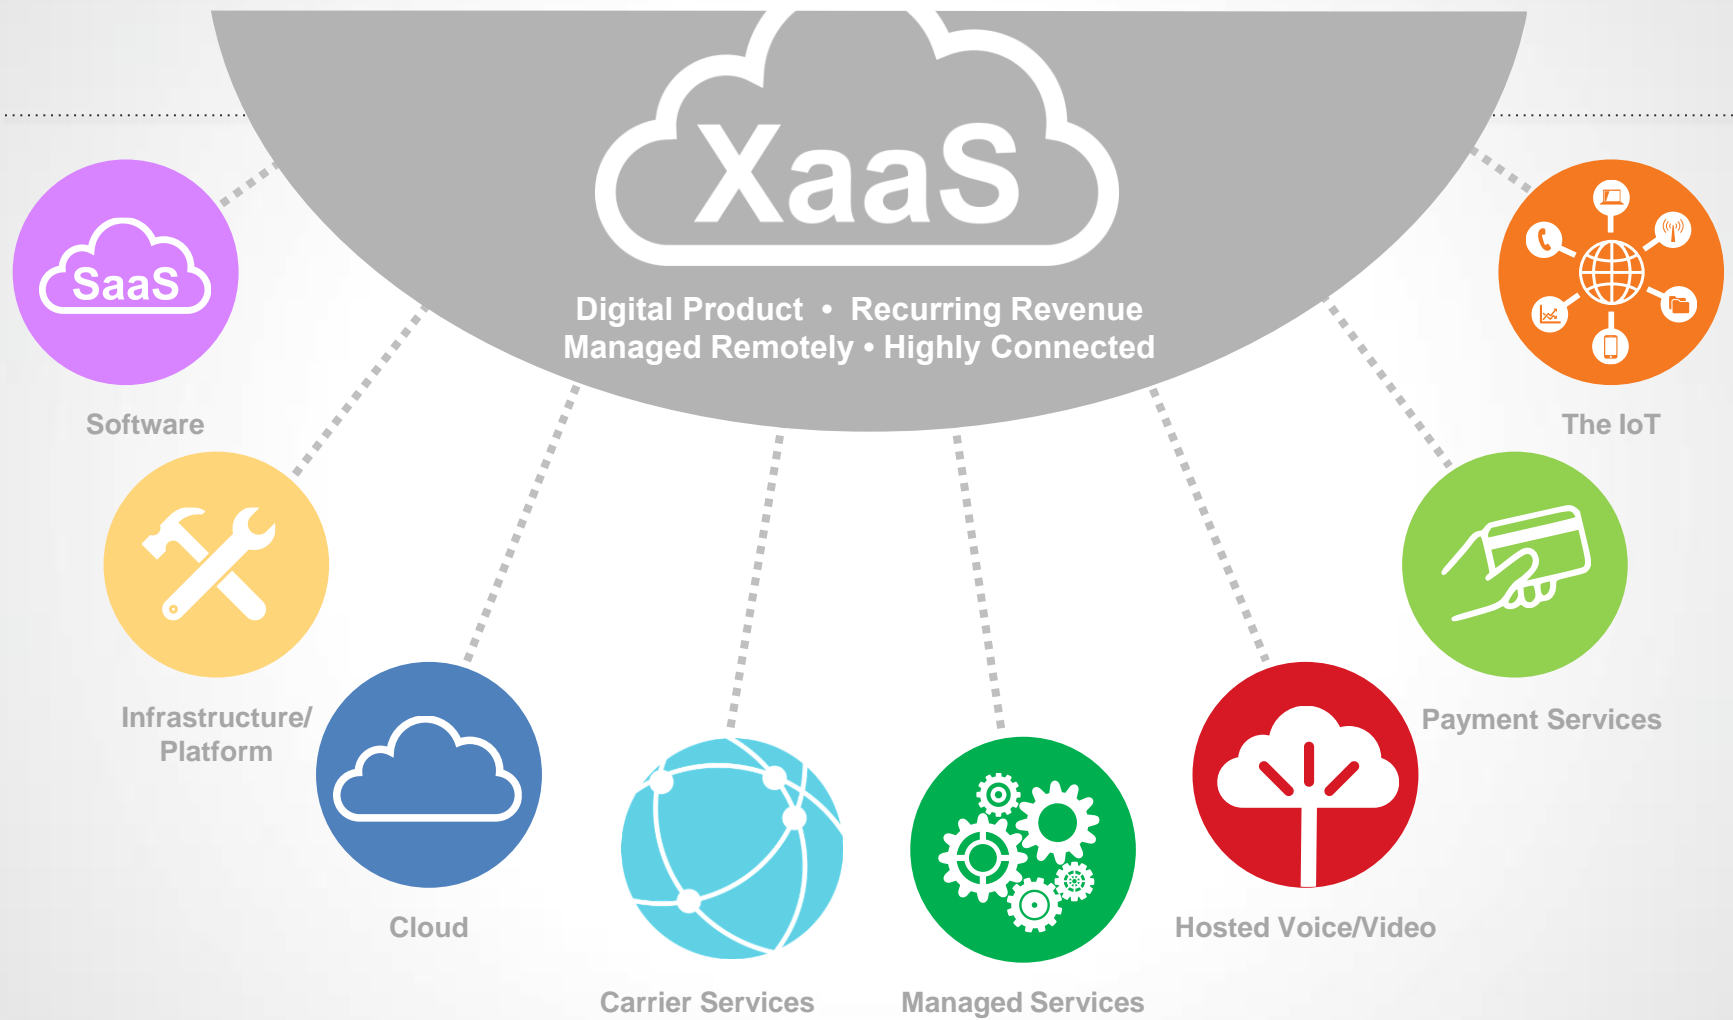 XaaS
Digital Product • Recurring Revenue
Managed Remotely • Highly Connected
SaaS
Software
The IoT
Infrastructure/
Platform
Payment Services
Cloud
Hosted Voice/Video
Carrier Services
Managed Services